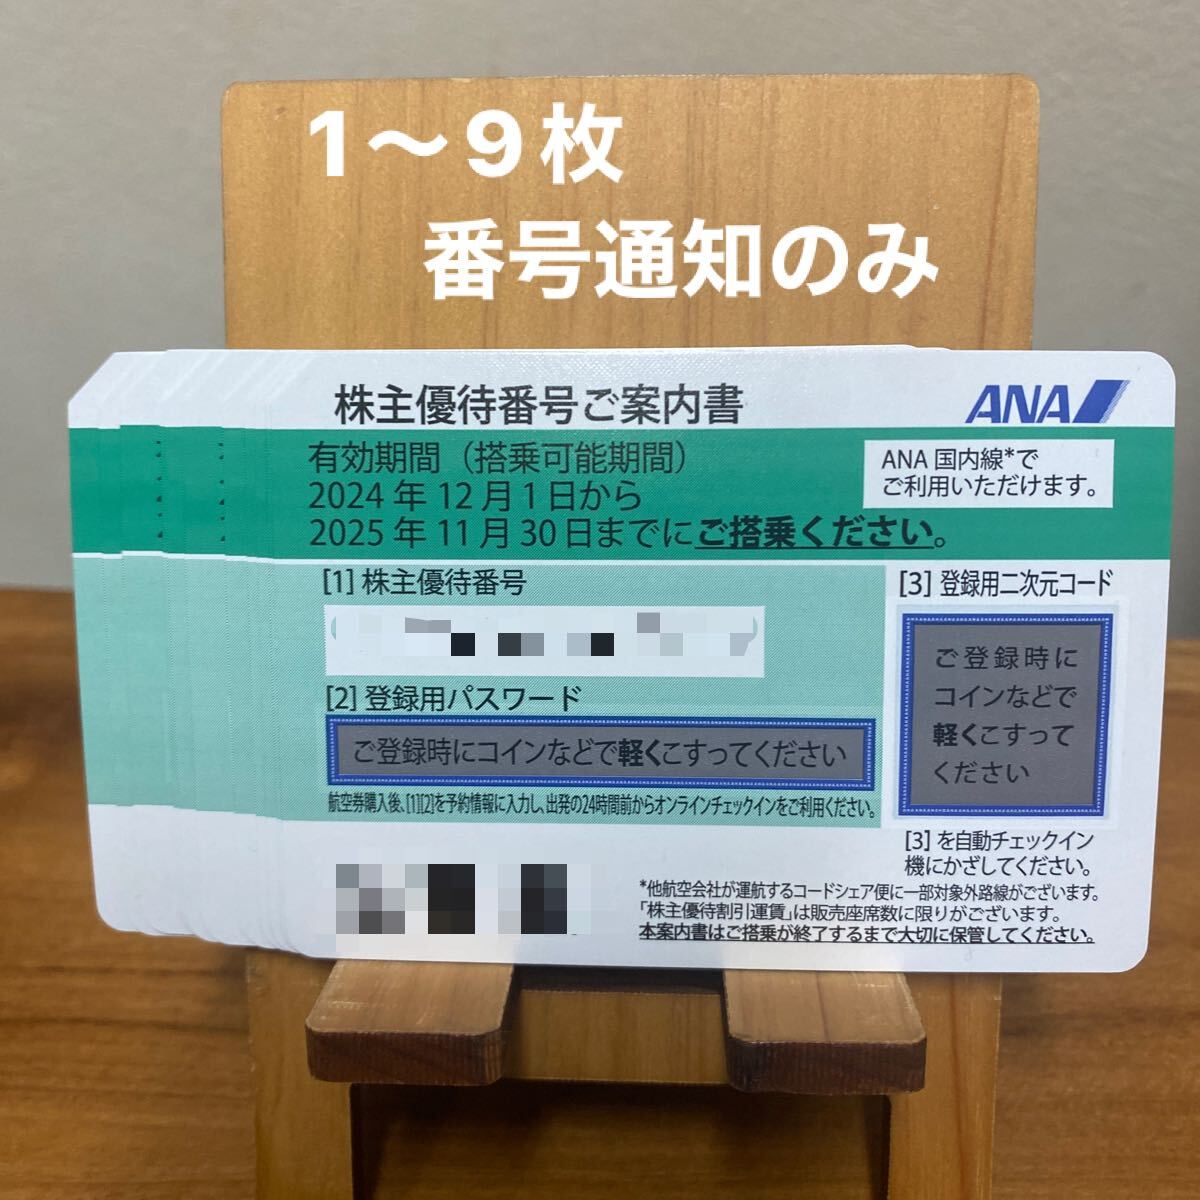 1〜9枚
番号通知のみ
株主優待番号ご案内書
ANA
有効期間（搭乗可能期間）
2024年12月1日から
2025年11月30日までにご搭乗ください。
ANA国内線*で
ご利用いただけます。
[1]株主優待番号
[2]登録用パスワード
ご登録時にコインなどで軽くこすってください
航空券購入後、[1][2]を予約情報に入力し、出発の24時間前からオンラインチェックインをご利用ください。
[3]登録用二次元コード
ご登録時に
コインなどで
軽くこすって
ください
[3]を自動チェックイン
機にかざしてください。
*他航空会社が運航するコードシェア便に一部対象外路線がございます。
「株主優待割引運賃」は販売座席数に限りがございます。
本案内書はご搭乗が終了するまで大切に保管してください。